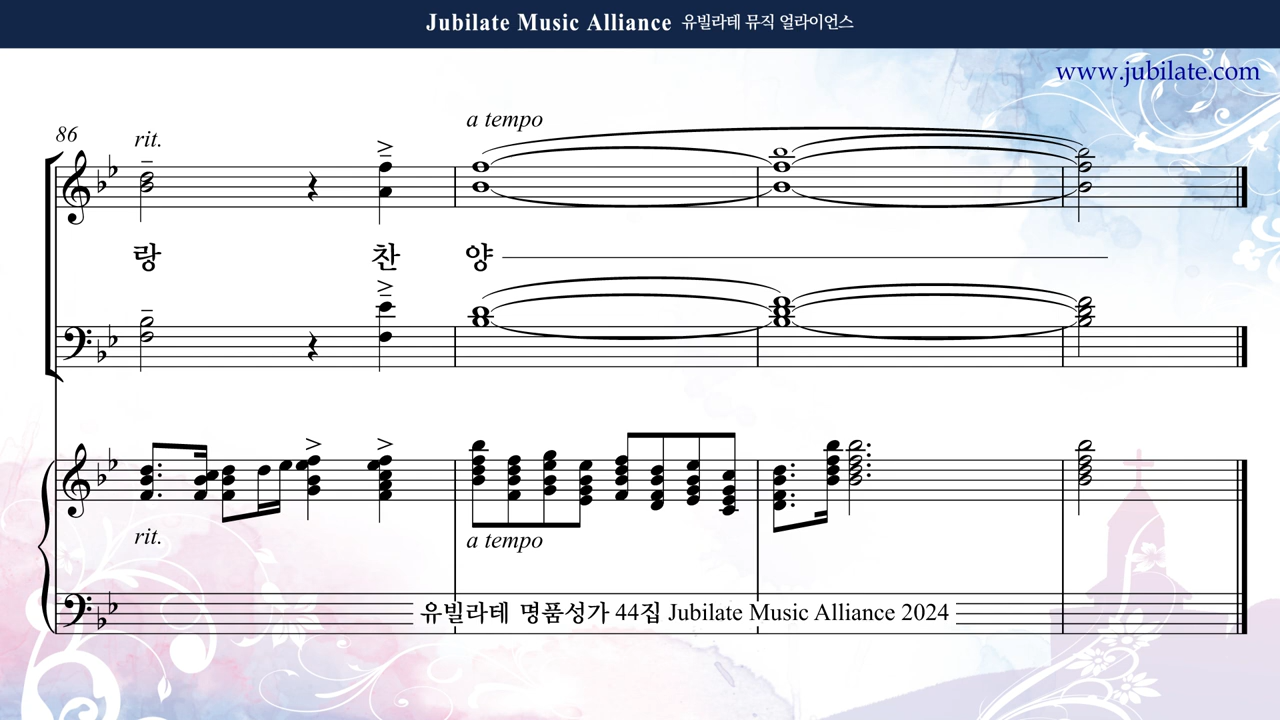 Jubilate Music Alliance 유빌라테 뮤직 얼라이언스
www.jubilate.com
86
rit.
a tempo
랑 찬 양
rit.
a tempo
유빌라테 명품성가 44집 Jubilate Music Alliance 2024